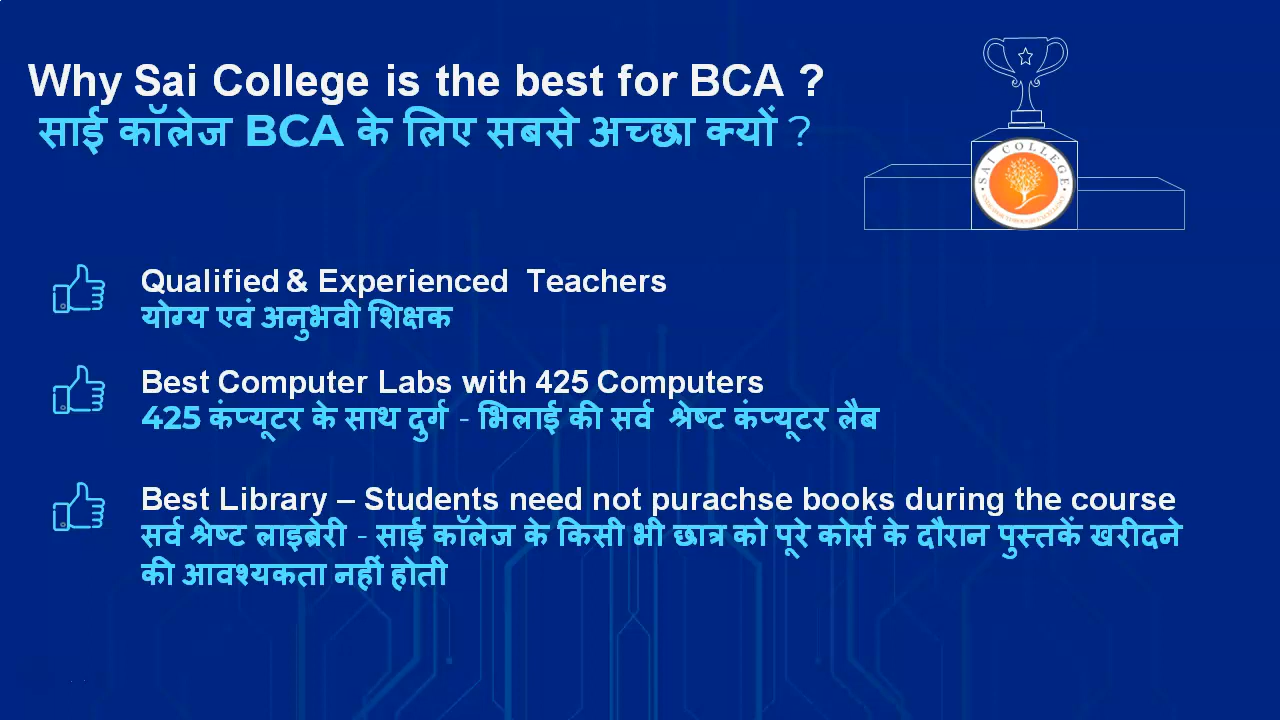 Why Sai College is the best for BCA ?
साई कॉलेज BCA के लिए सबसे अच्छा क्यों ?
SAI COLLEGE
Qualified & Experienced Teachers
योग्य एवं अनुभवी शिक्षक
Best Computer Labs with 425 Computers
425 कंप्यूटर के साथ दुर्ग - भिलाई की सर्व श्रेष्ट कंप्यूटर लैब
Best Library – Students need not purachse books during the course
सर्व श्रेष्ट लाइब्रेरी - साई कॉलेज के किसी भी छात्र को पूरे कोर्स के दौरान पुस्तकें खरीदने
की आवश्यकता नहीं होती